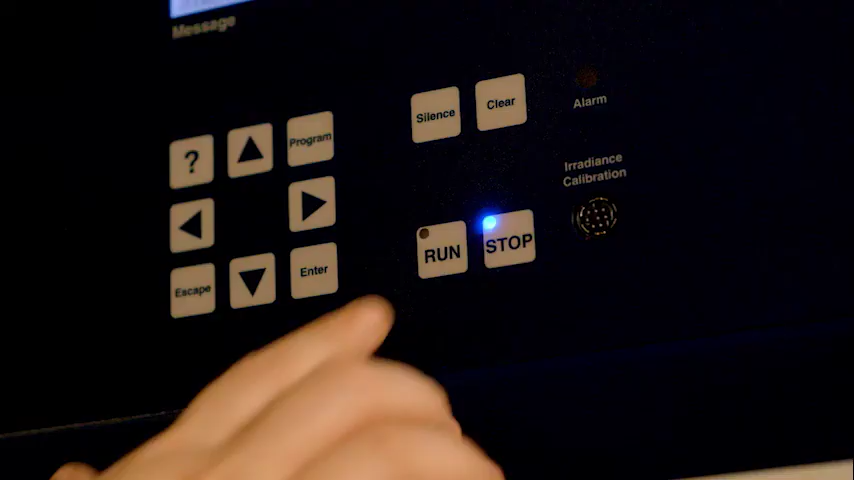 Message
Silence
Clear
Alarm
?
Program
Irradiance
Calibration
RUN
STOP
Escape
Enter